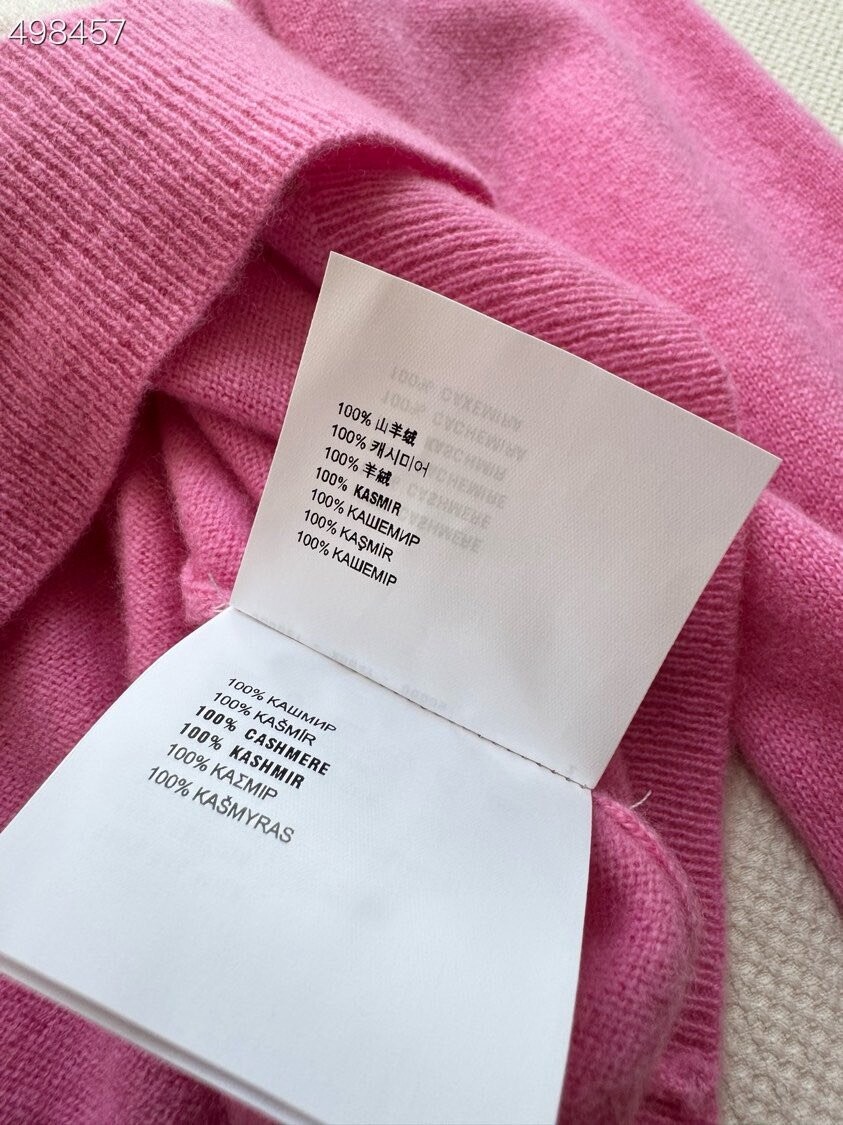 498457
100% 山羊绒
100% 캐시미어
100% 羊絨
100% KASMIR
100% КАШЕМИР
100% KAŞMİR
100% КАШЕМІР
100% КАШМИР
100% KAŠMÍR
100% CASHMERE
100% KASHMIR
100% ΚΑΣΜΙΡ
100% KAŠMYRAS